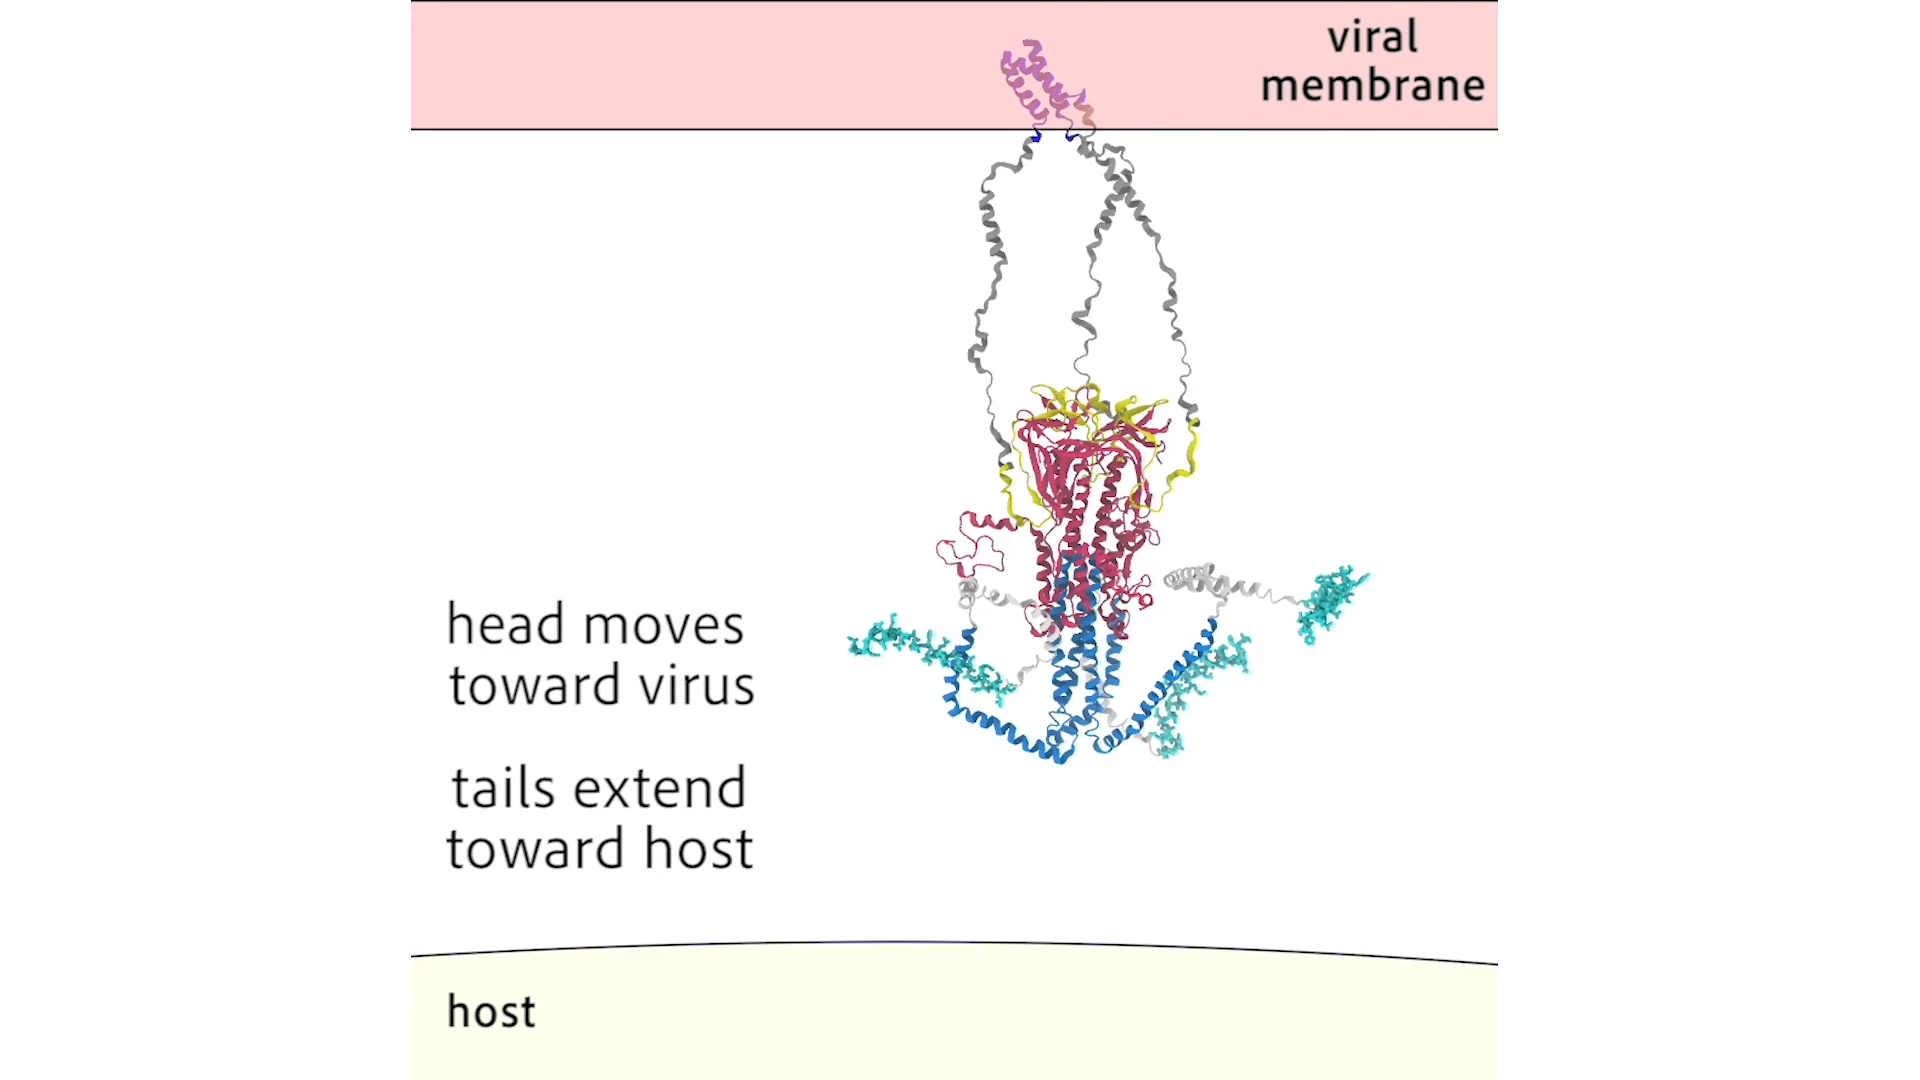 viral
membrane
head moves
toward virus
tails extend
toward host
host